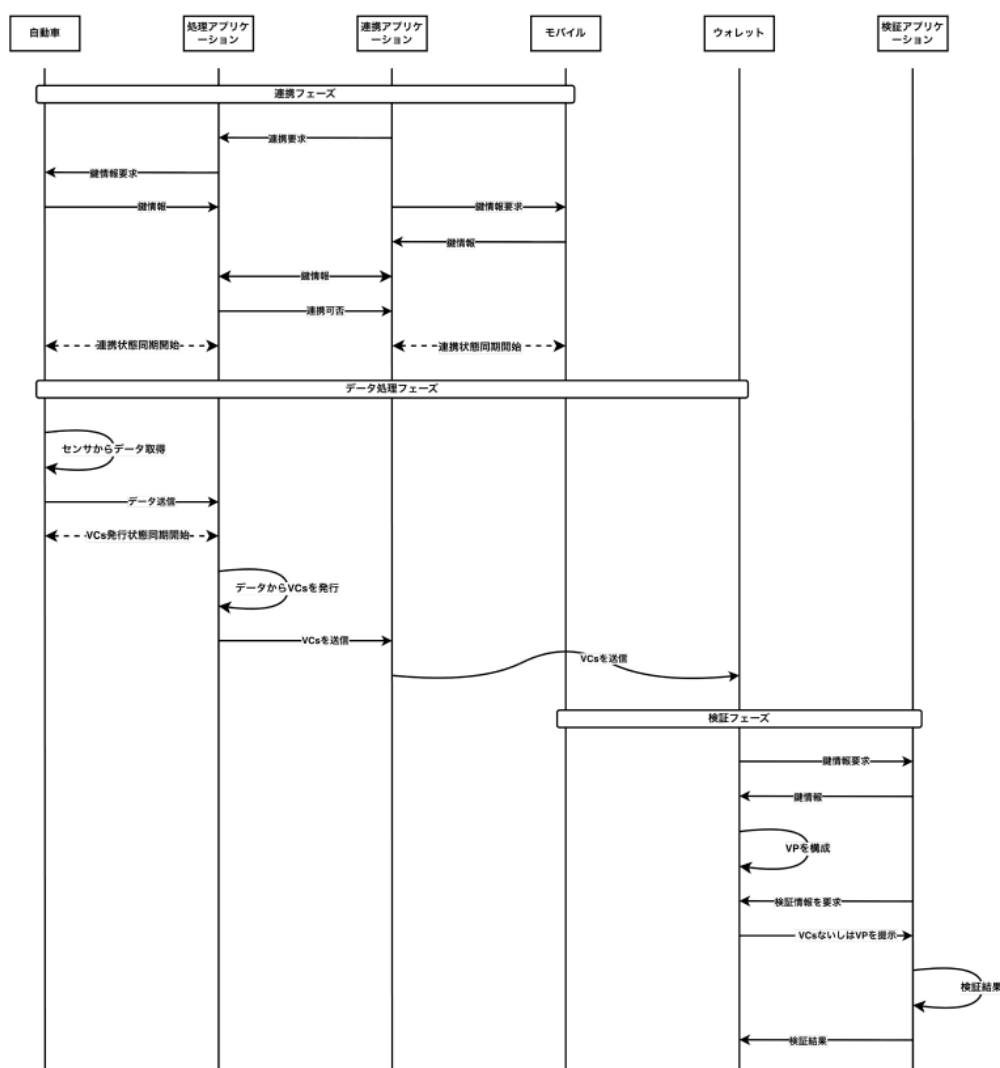 自動車
処理アプリケ
ーション
連携アプリケ
ーション
モバイル
ウォレット
検証アプリケ
ーション
連携フェーズ
連携要求
鍵情報要求
鍵情報
鍵情報要求
鍵情報
鍵情報
連携可否
連携状態同期開始
連携状態同期開始
データ処理フェーズ
センサからデータ取得
データ送信
VCs発行状態同期開始
データからVCsを発行
VCsを送信
VCsを送信
検証フェーズ
鍵情報要求
鍵情報
VPを構成
検証情報を要求
VCsないしはVPを提示
検証結果
検証結果